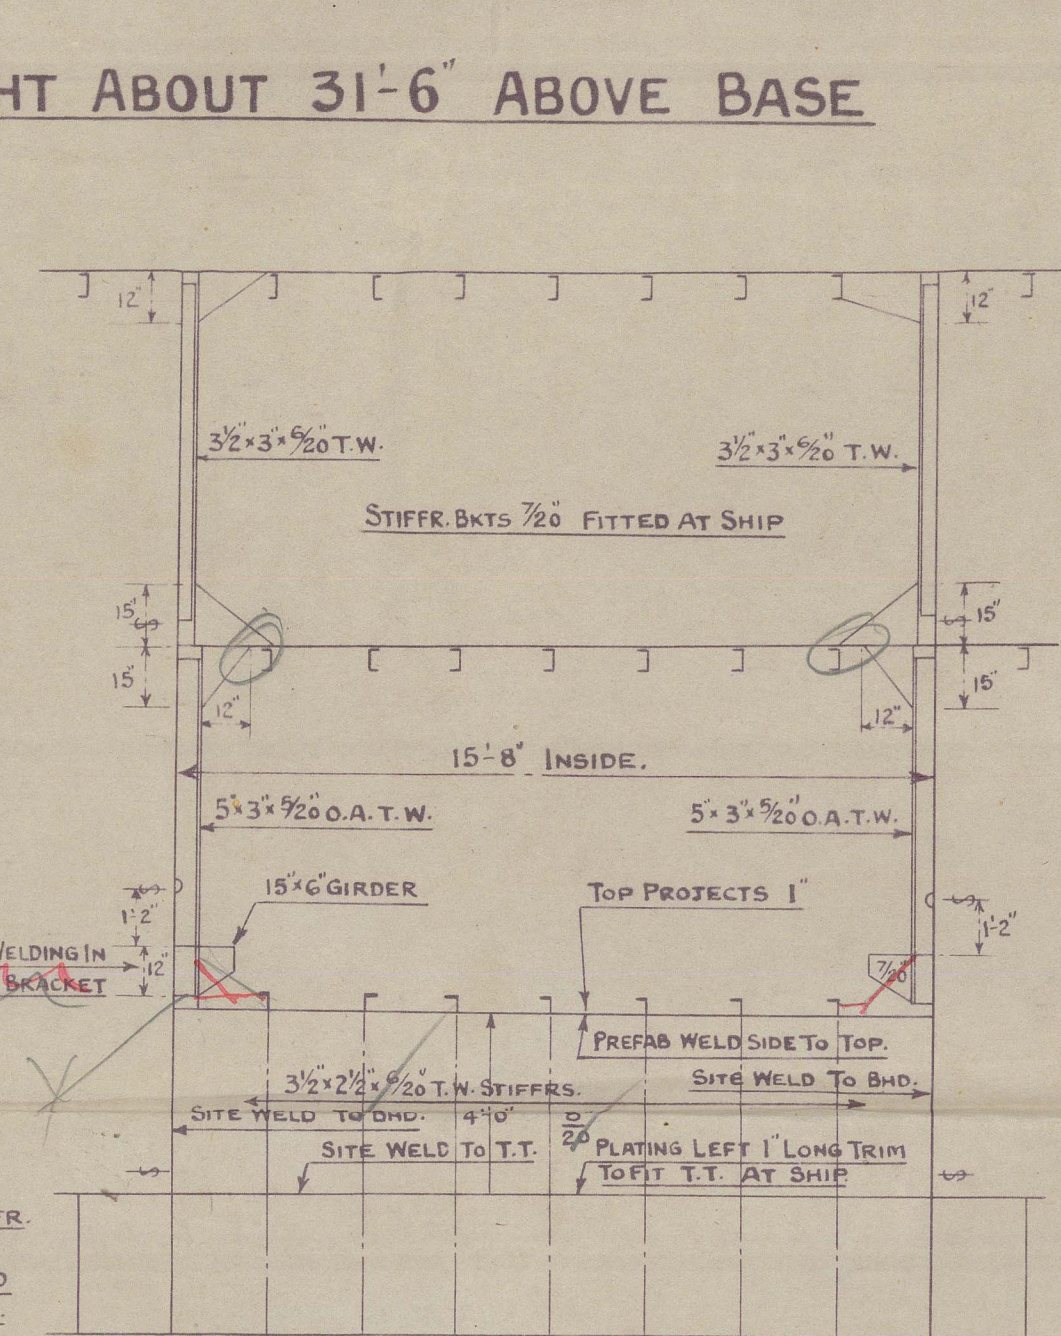 HT ABOUT 31'-6" ABOVE BASE
12"
12"
3½"×3"×6/20" T.W.
3½"×3"×6/20" T.W.
STIFFR. BKTS 7/20" FITTED AT SHIP
15"
15"
15"
15"
12"
12"
15'-8" INSIDE.
5"×3"×5/20" O.A.T.W.
5"×3"×5/20" O.A.T.W.
15"×6" GIRDER
TOP PROJECTS 1"
1'-2"
1'-2"
WELDING IN
BRACKET
12"
7/20"
PREFAB WELD SIDE TO TOP.
SITE WELD TO BHD.
3½"×2½"×6/20" T.W. STIFFRS.
SITE WELD TO BHD.
4'-0"
SITE WELD TO T.T.
PLATING LEFT 1" LONG TRIM
TO FIT T.T. AT SHIP.
FR.